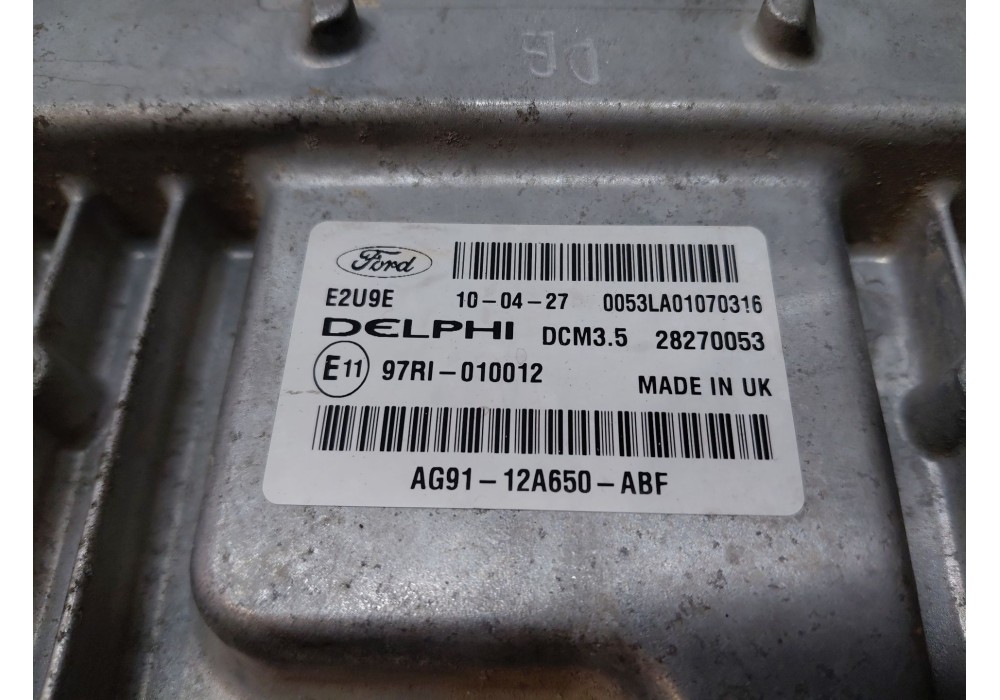 Ford
E2U9E 10-04-27 0053LA01070316
DELPHI DCM3.5 28270053
E11 97RI-010012 MADE IN UK
AG91-12A650-ABF